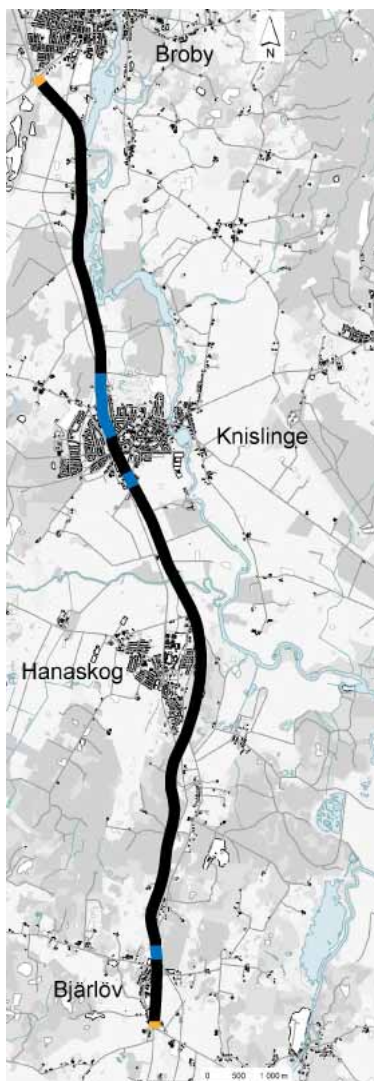 Broby
N
Knislinge
Hanaskog
Bjärlöv
0 500 1 000 m